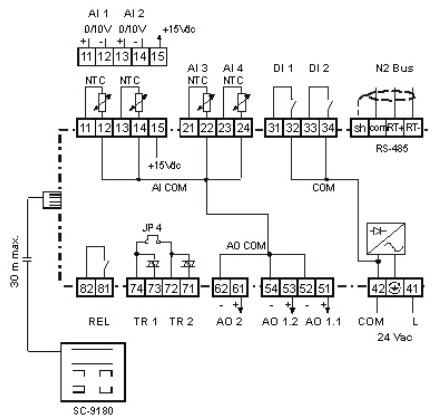 AI 1 AI 2
0/10V 0/10V +15Vdc
+ - + -
11 12 13 14 15
NTC NTC
AI 3 AI 4
NTC NTC
DI 1 DI 2
N2 Bus
11 12 13 14 15
21 22 23 24
31 32 33 34
sh com RT+ RT-
RS-485
+15Vdc
AI COM
COM
30 m max.
JP4
AO COM
82 81
74 73 72 71
62 61
54 53 52 51
42 41
REL
TR 1 TR 2
- +
- + - +
AO 2
AO 1.2 AO 1.1
COM L
24 Vac
SC-9180